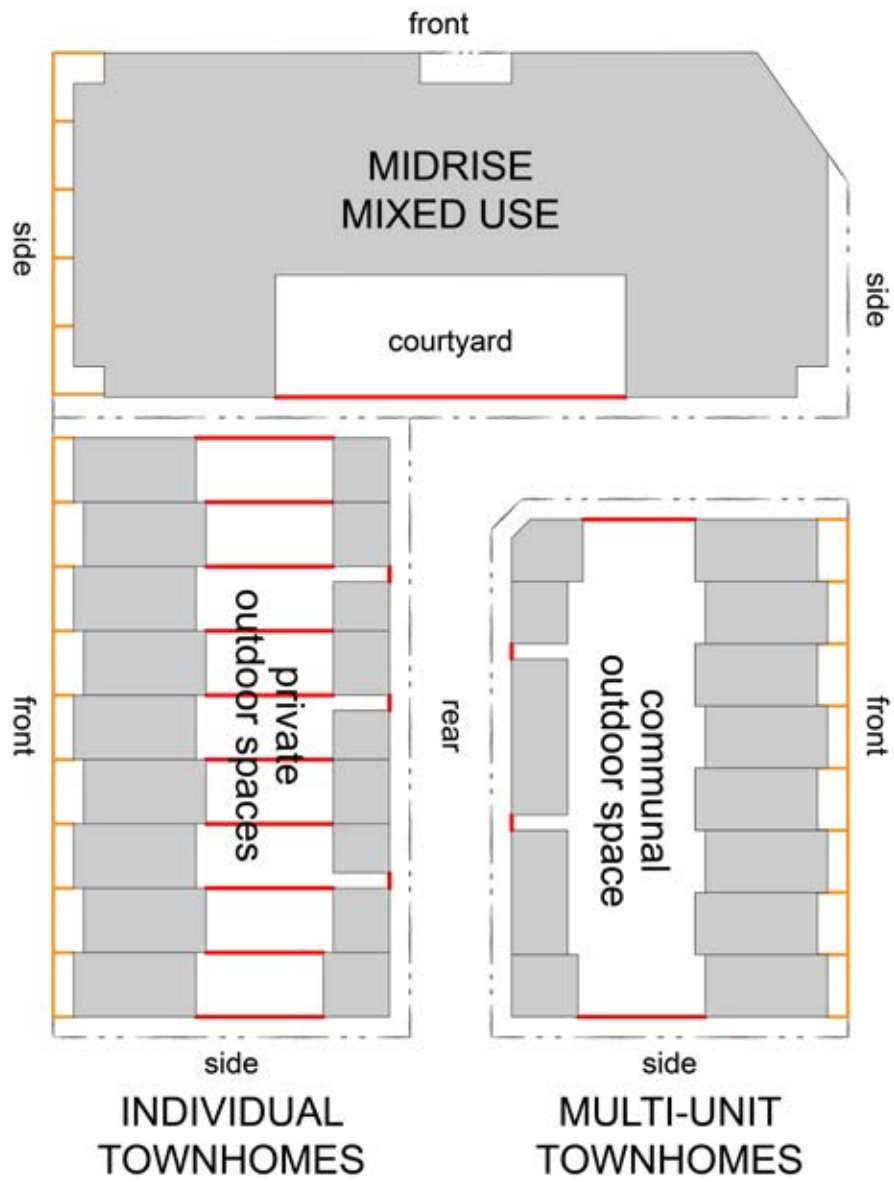 front
MIDRISE
MIXED USE
side
side
courtyard
front
private
outdoor spaces
rear
communal
outdoor space
front
side
side
INDIVIDUAL
TOWNHOMES
MULTI-UNIT
TOWNHOMES